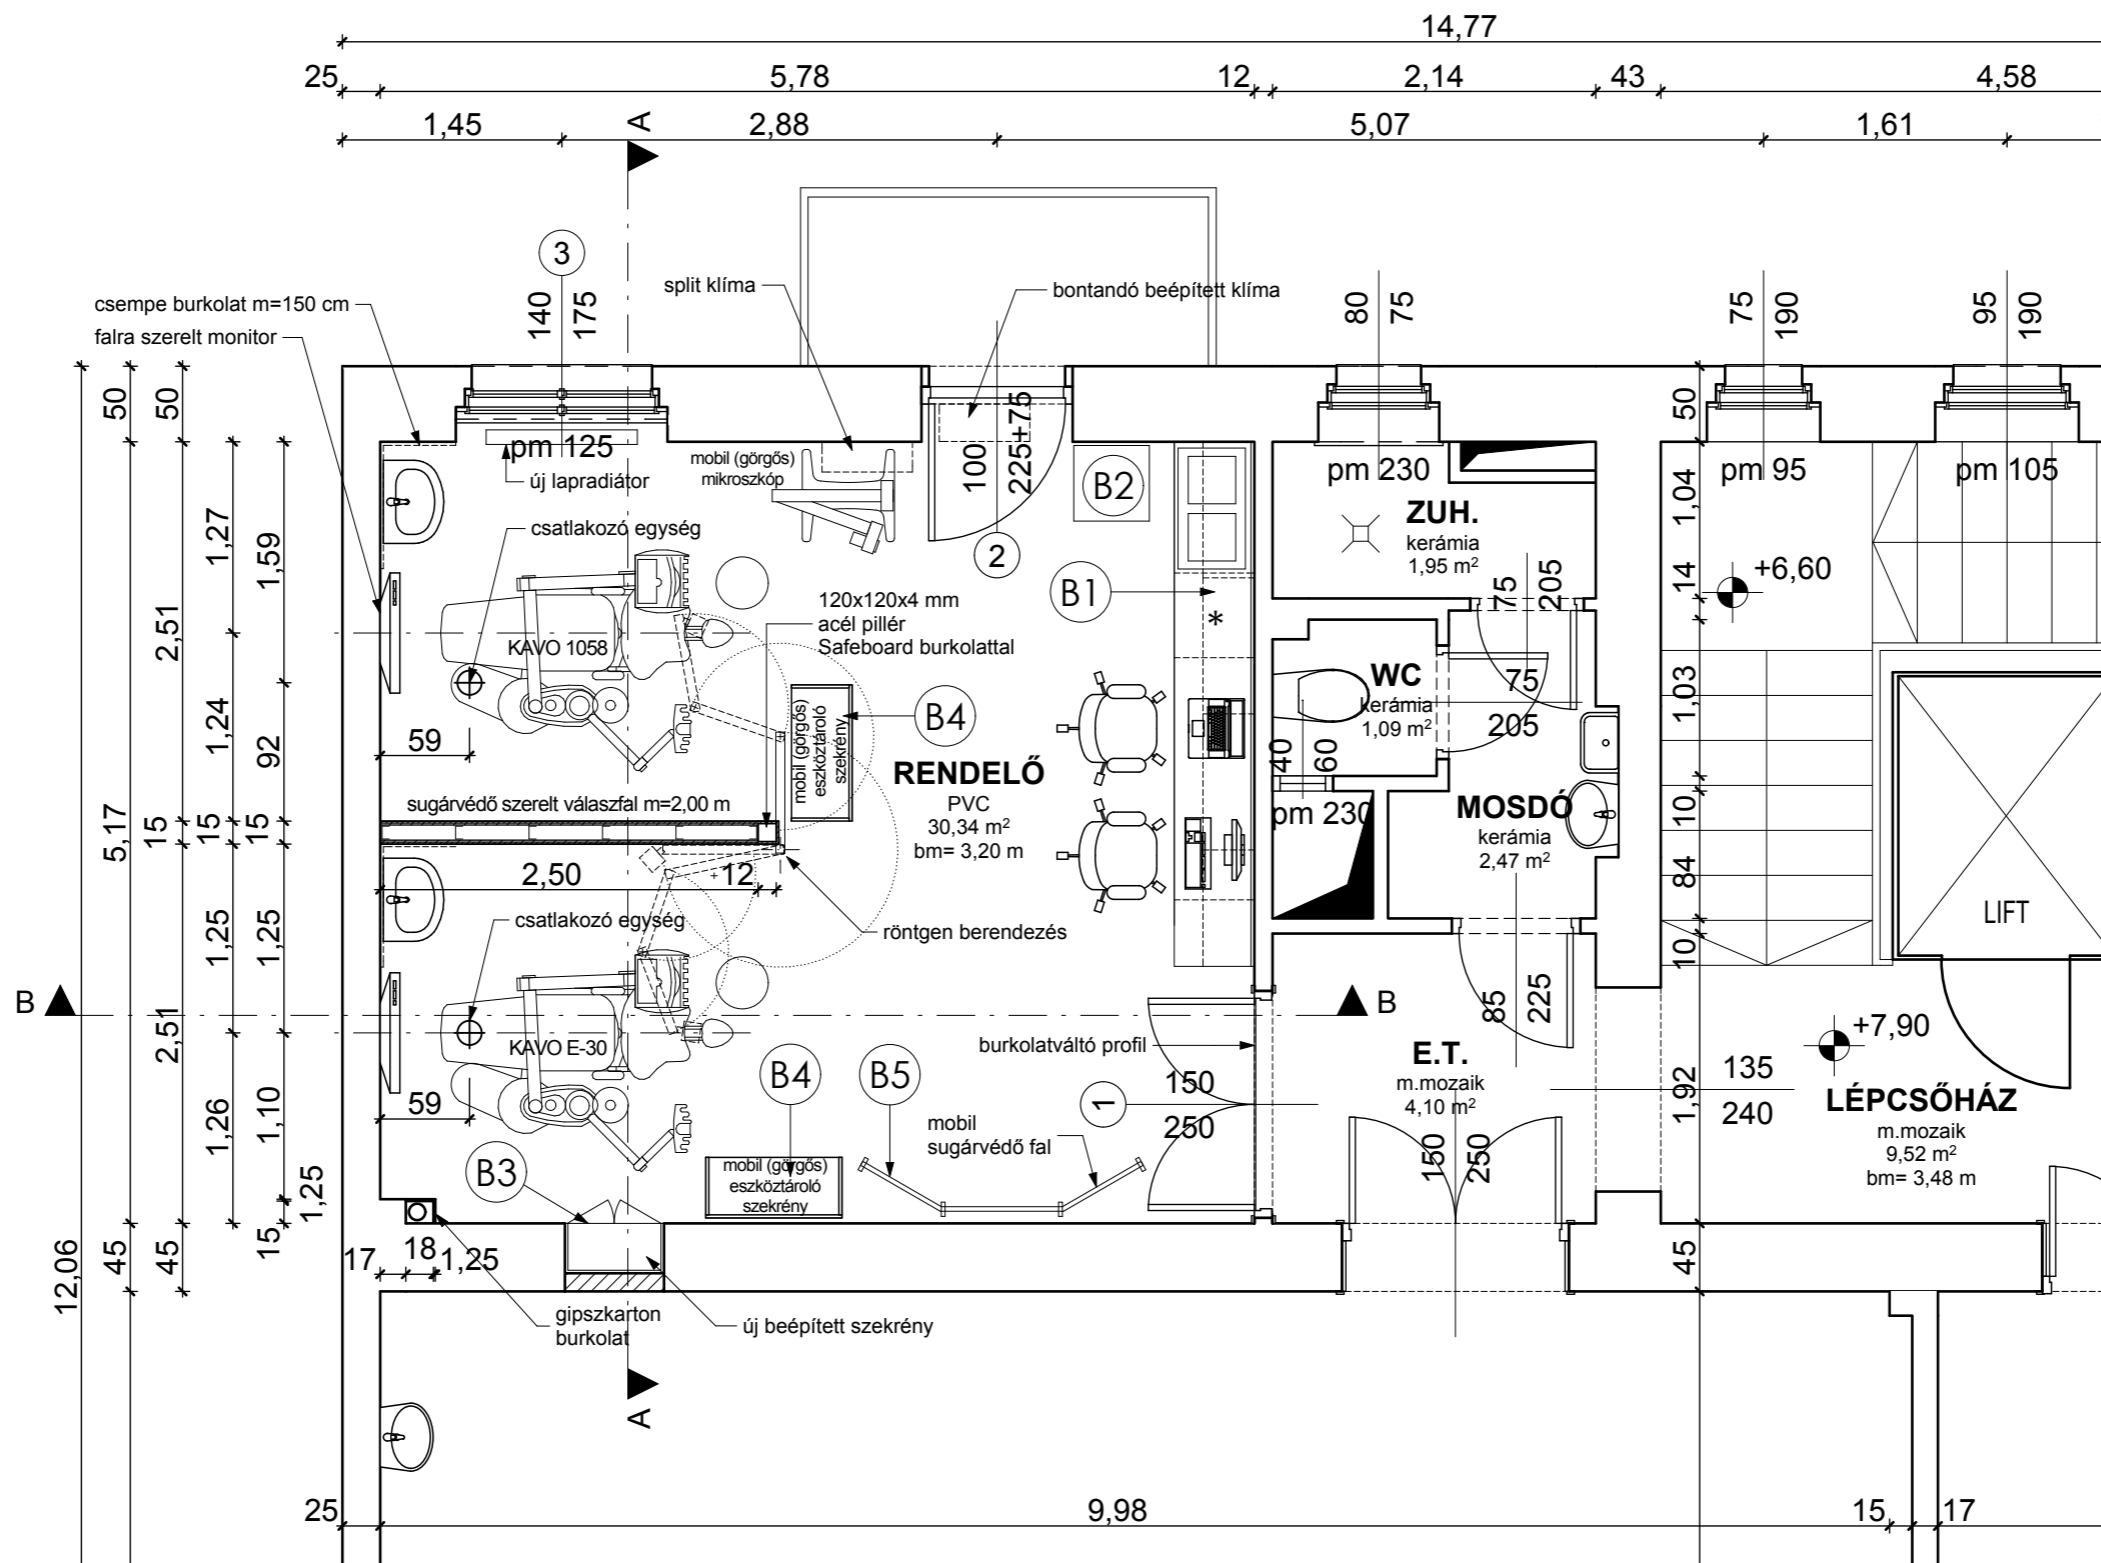 14,77
25
5,78
12
2,14
43
4,58
1,45
A
2,88
5,07
1,61
3
140
175
split klíma
bontandó beépített klíma
80
75
75
190
95
190
csempe burkolat m=150 cm
falra szerelt monitor
50
50
50
pm 125
új lapradiátor
mobil (görgős)
mikroszkóp
100
225+75
B2
pm 230
pm 95
pm 105
ZUH.
kerámia
1,95 m²
1,04
csatlakozó egység
1,27
1,59
2
14
+6,60
B1
75
205
120x120x4 mm
acél pillér
Safeboard burkolattal
*
2,51
KAVO 1058
WC
kerámia
1,09 m²
75
205
1,03
1,24
92
59
mobil (görgős)
eszköztároló
szekrény
B4
40
60
RENDELŐ
PVC
30,34 m²
bm= 3,20 m
sugárvédő szerelt válaszfal m=2,00 m
pm 230
MOSDÓ
kerámia
2,47 m²
10
5,17
15
15
15
2,50
12
84
LIFT
csatlakozó egység
röntgen berendezés
1,25
1,25
10
B
B
2,51
KAVO E-30
85
225
+7,90
burkolatváltó profil
E.T.
m.mozaik
4,10 m²
135
240
1,92
LÉPCSŐHÁZ
m.mozaik
9,52 m²
bm= 3,48 m
59
B4
B5
1
150
250
1,26
1,10
mobil
sugárvédő fal
150
250
B3
mobil (görgős)
eszköztároló
szekrény
1,25
15
12,06
45
45
17
18
1,25
45
gipszkarton
burkolat
új beépített szekrény
A
25
9,98
15
17